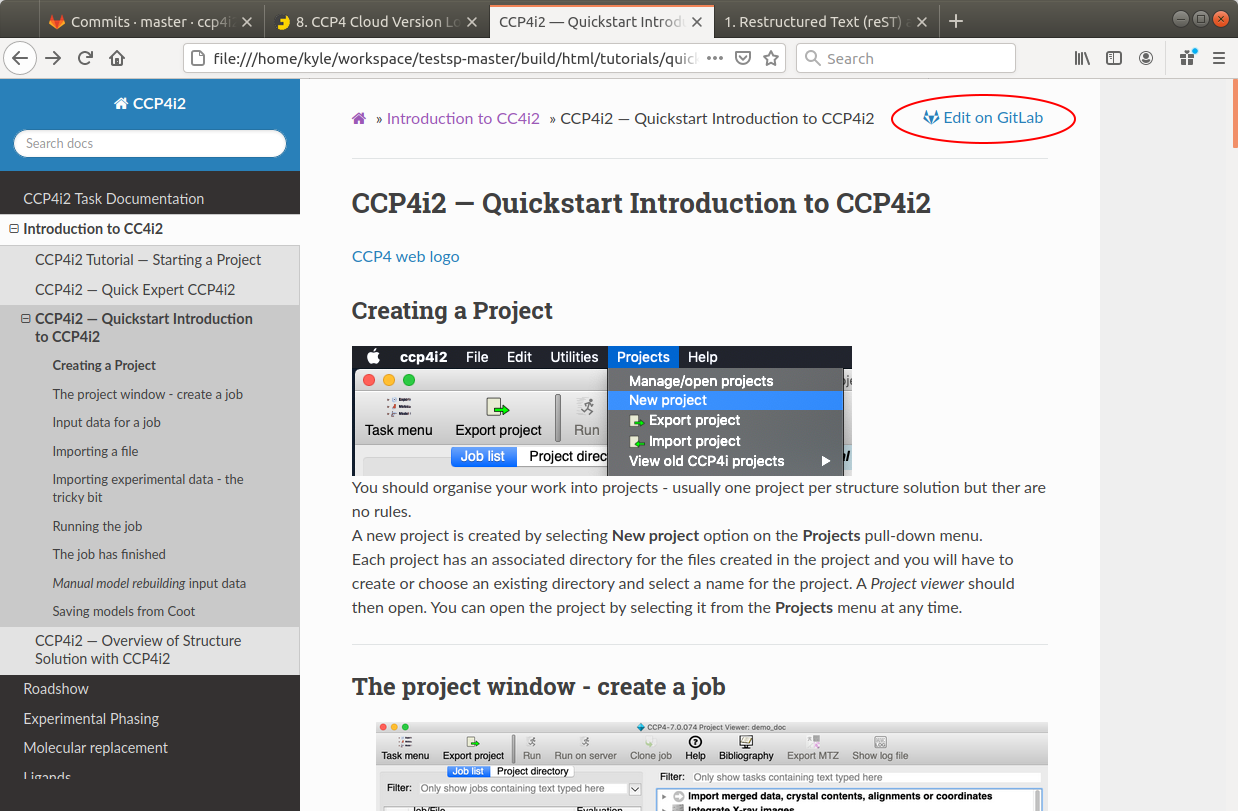 Commits · master · ccp4i
8. CCP4 Cloud Version Lo
CCP4i2 — Quickstart Introdu
1. Restructured Text (reST) a
file:///home/kyle/workspace/testsp-master/build/html/tutorials/quic
Search
CCP4i2
Search docs
CCP4i2 Task Documentation
Introduction to CC4i2
CCP4i2 Tutorial — Starting a Project
CCP4i2 — Quick Expert CCP4i2
CCP4i2 — Quickstart Introduction
to CCP4i2
Creating a Project
The project window - create a job
Input data for a job
Importing a file
Importing experimental data - the
tricky bit
Running the job
The job has finished
Manual model rebuilding input data
Saving models from Coot
CCP4i2 — Overview of Structure
Solution with CCP4i2
Roadshow
Experimental Phasing
Molecular replacement
Ligands
» Introduction to CC4i2 » CCP4i2 — Quickstart Introduction to CCP4i2
Edit on GitLab
CCP4i2 — Quickstart Introduction to CCP4i2
CCP4 web logo
Creating a Project
ccp4i2 File Edit Utilities Projects Help
Manage/open projects
New project
Export project
Import project
View old CCP4i projects
Task menu Export project Run
Job list Project direc
You should organise your work into projects - usually one project per structure solution but ther are
no rules.
A new project is created by selecting New project option on the Projects pull-down menu.
Each project has an associated directory for the files created in the project and you will have to
create or choose an existing directory and select a name for the project. A Project viewer should
then open. You can open the project by selecting it from the Projects menu at any time.
The project window - create a job
CCP4-7.0.074 Project Viewer: demo_doc
Task menu Export project Run Run on server Clone job Help Bibliography Export MTZ Show log file
Job list Project directory
Filter: Only show jobs containing text typed here
Filter: Only show tasks containing text typed here
Job/File Evaluation
Import merged data, crystal contents, alignments or coordinates
Integrate X-ray images